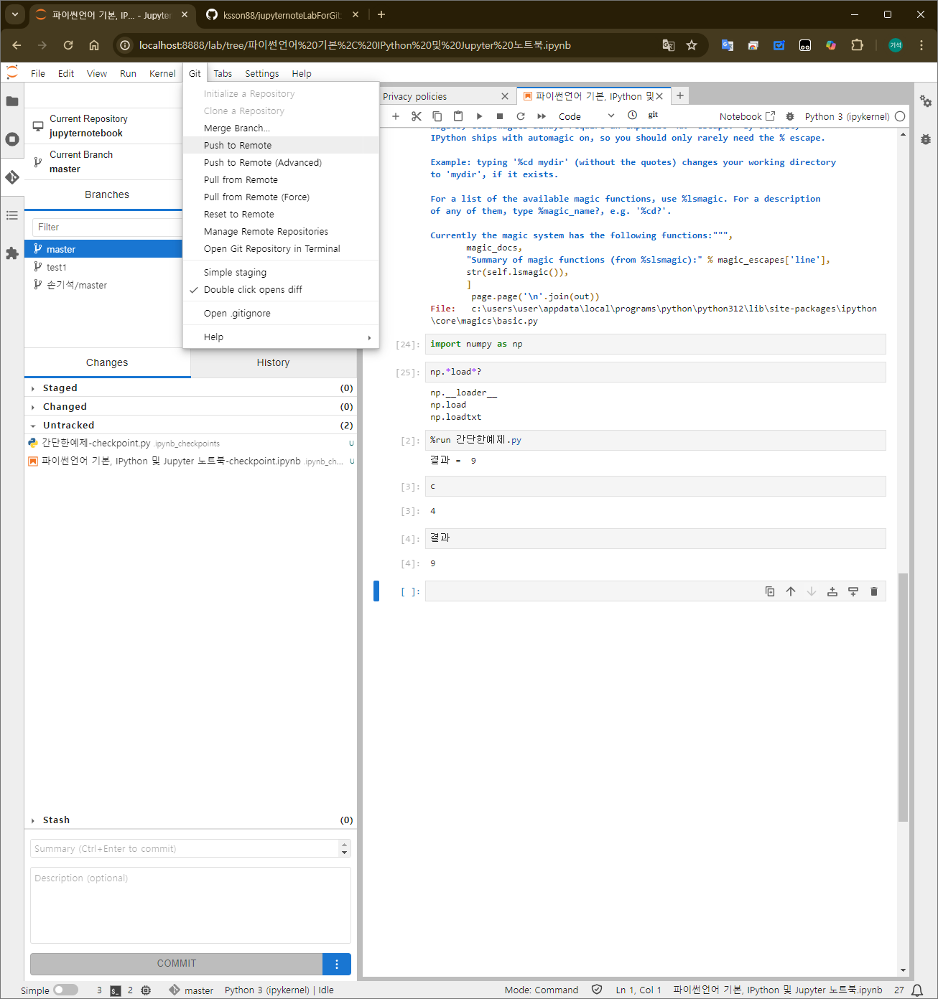 파이썬언어 기본, IP... - Jupyter
ksson88/jupyternoteLabForGit
localhost:8888/lab/tree/파이썬언어%20기본%2C%20IPython%20및%20Jupyter%20노트북.ipynb
기석
File Edit View Run Kernel Git Tabs Settings Help
Current Repository
jupyternotebook
Current Branch
master
Branches
Filter
master
test1
손기석/master
Initialize a Repository
Clone a Repository
Merge Branch...
Push to Remote
Push to Remote (Advanced)
Pull from Remote
Pull from Remote (Force)
Reset to Remote
Manage Remote Repositories
Open Git Repository in Terminal
Simple staging
Double click opens diff
Open .gitignore
Help
Changes History
Staged (0)
Changed (0)
Untracked (2)
간단한예제-checkpoint.py .ipynb_checkpoints U
파이썬언어 기본, IPython 및 Jupyter 노트북-checkpoint.ipynb .ipynb_ch... U
Stash (0)
Summary (Ctrl+Enter to commit)
Description (optional)
COMMIT
Privacy policies
파이썬언어 기본, IPython 및
Code git Notebook Python 3 (ipykernel)
IPython ships with automagic on, so you should only rarely need the % escape.
Example: typing '%cd mydir' (without the quotes) changes your working directory
to 'mydir', if it exists.
For a list of the available magic functions, use %lsmagic. For a description
of any of them, type %magic_name?, e.g. '%cd?'.
Currently the magic system has the following functions:""",
magic_docs,
"Summary of magic functions (from %slsmagic):" % magic_escapes['line'],
str(self.lsmagic()),
]
page.page('\n'.join(out))
File: c:\users\user\appdata\local\programs\python\python312\lib\site-packages\ipython
\core\magics\basic.py
[24]: import numpy as np
[25]: np.*load*?
np.__loader__
np.load
np.loadtxt
[2]: %run 간단한예제.py
결과 = 9
[3]: c
[3]: 4
[4]: 결과
[4]: 9
[ ]:
Simple 3 $_ 2 master Python 3 (ipykernel) | Idle Mode: Command Ln 1, Col 1 파이썬언어 기본, IPython 및 Jupyter 노트북.ipynb 27